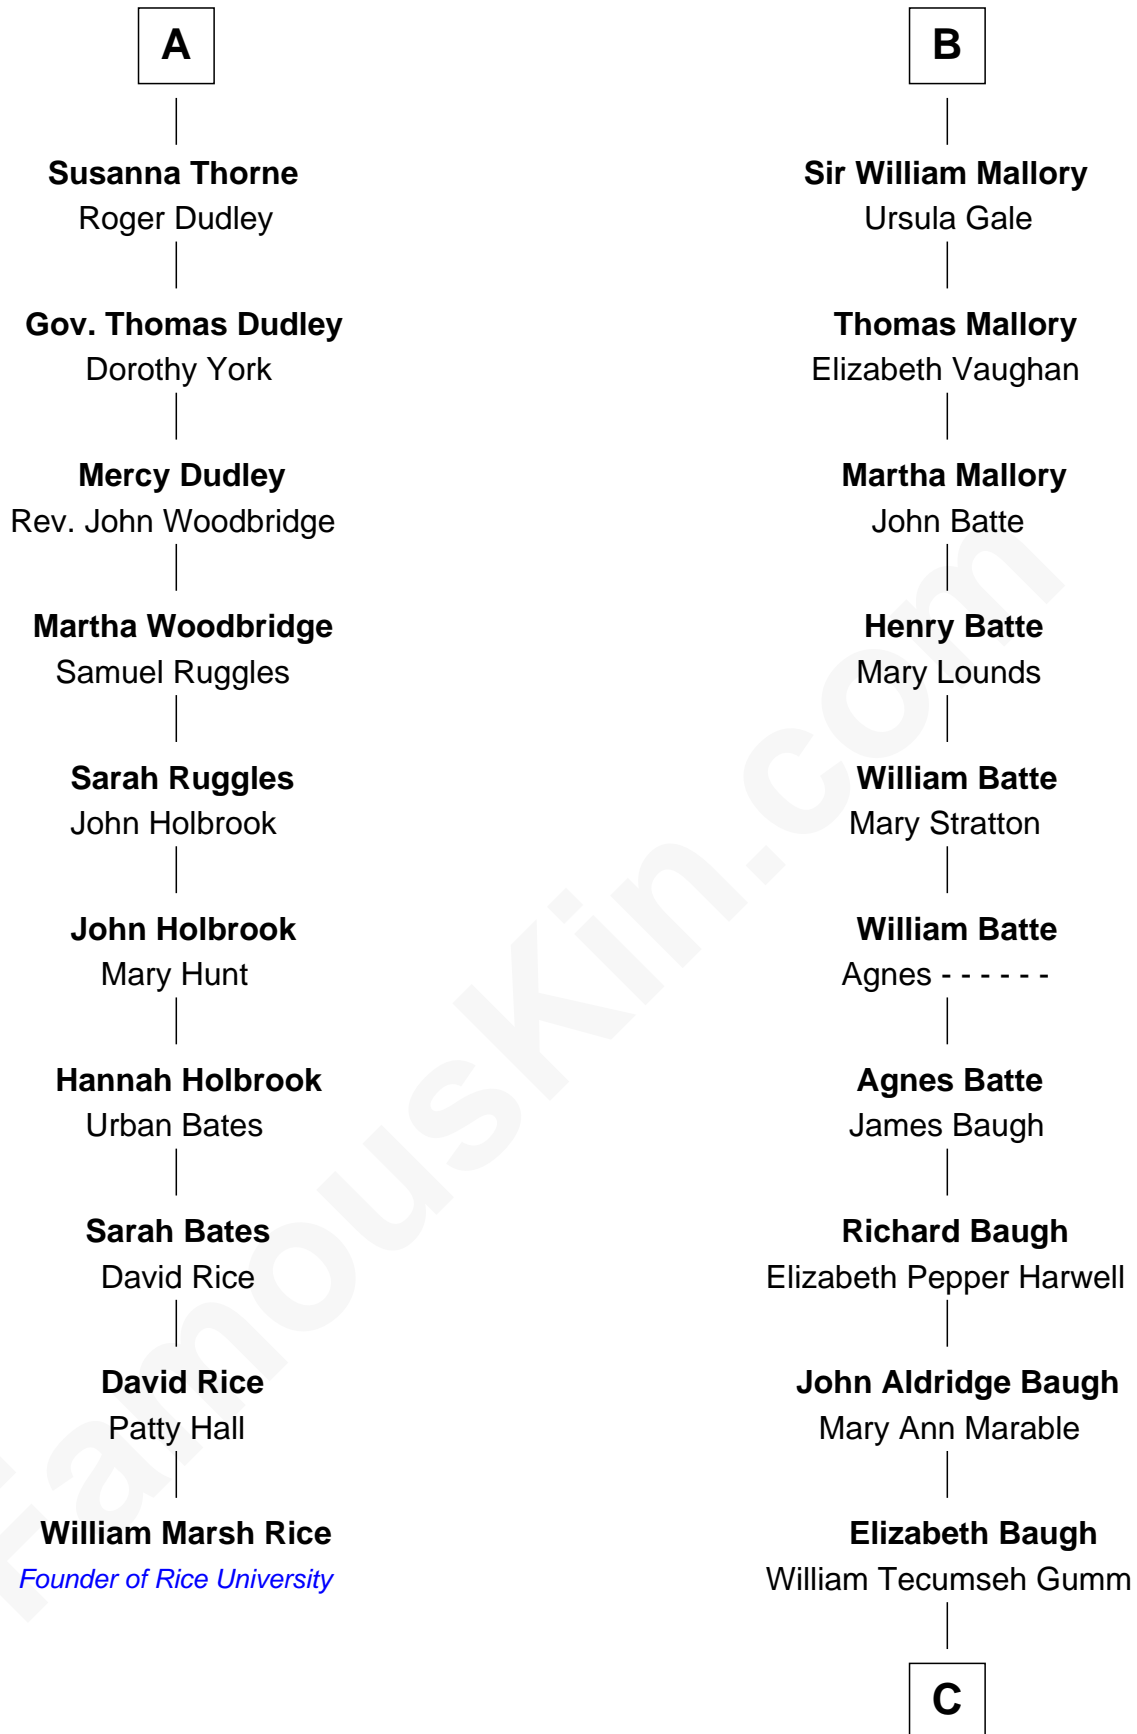 A
Susanna Thorne
Roger Dudley
Gov. Thomas Dudley
Dorothy York
Mercy Dudley
Rev. John Woodbridge
Martha Woodbridge
Samuel Ruggles
Sarah Ruggles
John Holbrook
John Holbrook
Mary Hunt
Hannah Holbrook
Urban Bates
Sarah Bates
David Rice
David Rice
Patty Hall
William Marsh Rice
Founder of Rice University
B
Sir William Mallory
Ursula Gale
Thomas Mallory
Elizabeth Vaughan
Martha Mallory
John Batte
Henry Batte
Mary Lounds
William Batte
Mary Stratton
William Batte
Agnes - - - - - -
Agnes Batte
James Baugh
Richard Baugh
Elizabeth Pepper Harwell
John Aldridge Baugh
Mary Ann Marable
Elizabeth Baugh
William Tecumseh Gumm
C
FamousKin.com